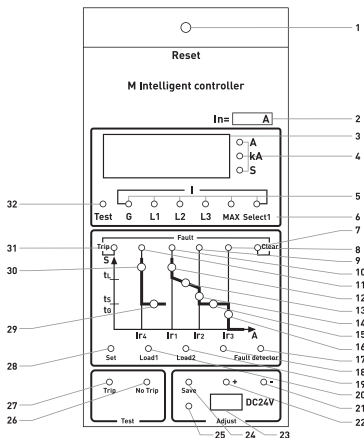 1
Reset
M Intelligent controller
In= A 2
3
A
kA 4
S
I 5
32
Test G L1 L2 L3 MAX Select1 6
7
Fault
31 Trip Clear 8
9
S 10
30 11
tL 12
13
14
29 ts 15
tG 16
Ir4 Ir1 Ir2 Ir3 A 17
18
28 Set Load1 Load2 Fault detector 19
20
27 Trip No Trip Save + - 21
26 DC24V 22
Test Adjust
25 24 23